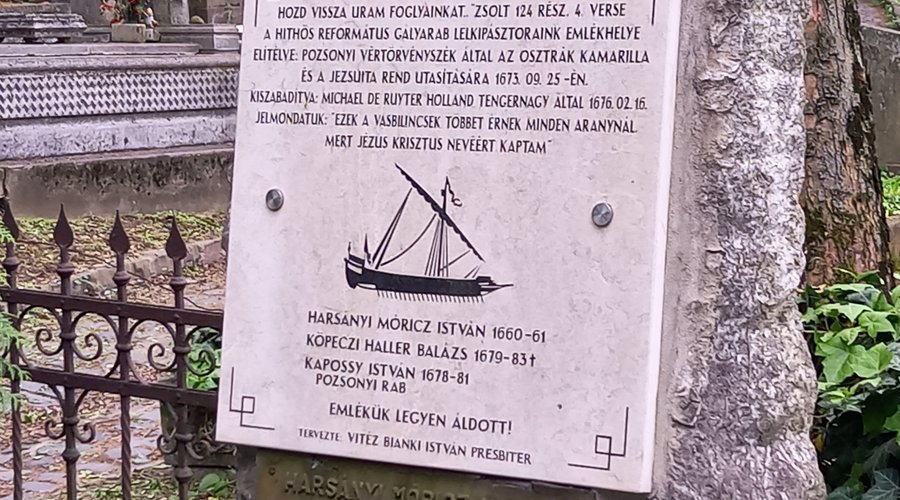 HOZD VISSZA URAM FOGLYAINKAT.. "ZSOLT 124 RÉSZ. 4. VERSE
A HITHŐS REFORMÁTUS GÁLYARAB LELKIPÁSZTORAINK EMLÉKHELYE
ELÍTÉLVE: POZSONYI VÉRTÖRVÉNYSZÉK ÁLTAL AZ OSZTRÁK KAMARILLA
ÉS A JEZSUITA REND UTASÍTÁSÁRA 1673. 09. 25-ÉN.
KISZABADÍTVA: MICHAEL DE RUYTER HOLLAND TENGERNAGY ÁLTAL 1676. 02. 16.
JELMONDATUK: "EZEK A VASBILINCSEK TÖBBET ÉRNEK MINDEN ARANYNÁL
MERT JÉZUS KRISZTUS NEVÉÉRT KAPTAM"
HARSÁNYI MÓRICZ ISTVÁN 1660-61
KÖPECZI HALLER BALÁZS 1679-83†
KAPOSSY ISTVÁN 1678-81
POZSONYI RAB
EMLÉKÜK LEGYEN ÁLDOTT!
TERVEZTE: VITÉZ BIANKI ISTVÁN PRESBITER
HARSÁNYI